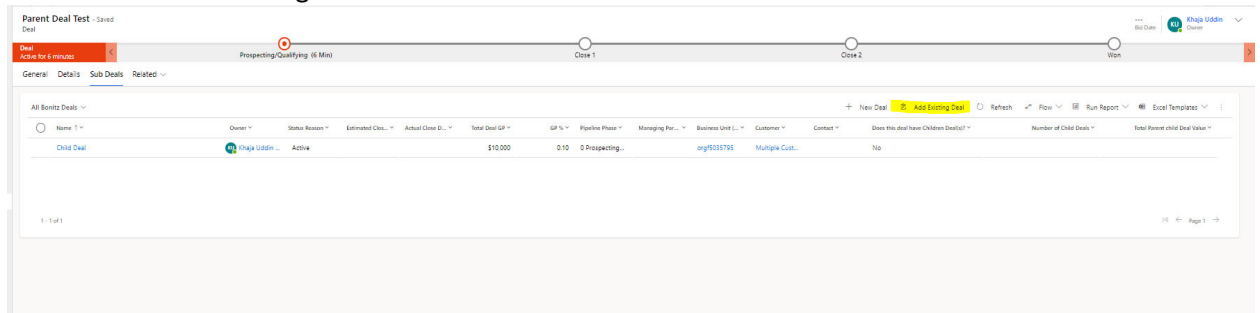 Parent Deal Test - Saved
Deal
--- Bid Date
KU Khaja Uddin Owner
Deal
Active for 6 minutes
Prospecting/Qualifying (6 Min)
Close 1
Close 2
Won
General Details Sub Deals Related
All Bonitz Deals
+ New Deal Add Existing Deal Refresh Flow Run Report Excel Templates
Name ↑ Owner Status Reason Estimated Clos... Actual Close D... Total Deal GP GP % Pipeline Phase Managing Par... Business Unit (... Customer Contact Does this deal have Children Deal(s)? Number of Child Deals Total Parent child Deal Value
Child Deal KU Khaja Uddin ... Active $10,000 0.10 0 Prospecting... orgf5035795 Multiple Cust... No
1 - 1 of 1
Page 1